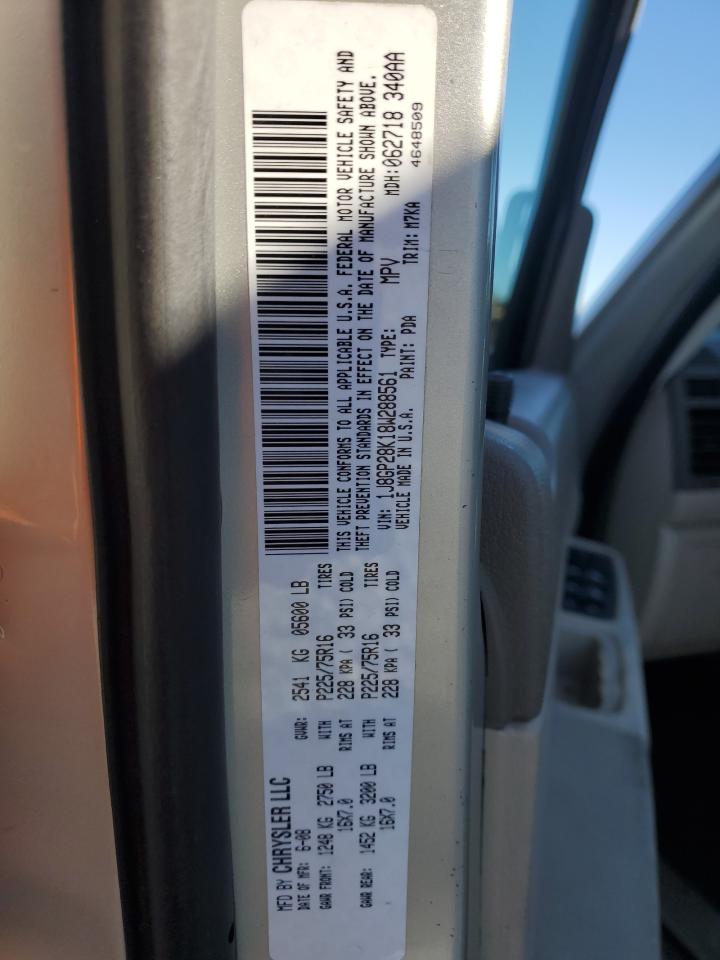 MFD BY CHRYSLER LLC
DATE OF MFR: 6-08 GVWR: 2541 KG 05600 LB
GAWR FRONT: 1248 KG 2750 LB WITH P225/75R16 TIRES
16X7.0 RIMS AT 228 KPA ( 33 PSI) COLD
GAWR REAR: 1452 KG 3200 LB WITH P225/75R16 TIRES
16X7.0 RIMS AT 228 KPA ( 33 PSI) COLD
THIS VEHICLE CONFORMS TO ALL APPLICABLE U.S.A. FEDERAL MOTOR VEHICLE SAFETY AND
THEFT PREVENTION STANDARDS IN EFFECT ON THE DATE OF MANUFACTURE SHOWN ABOVE.
VIN: 1J8GP28K18W288561 TYPE: MPV MDH:062718 340AA
VEHICLE MADE IN U.S.A. PAINT: PDA TRIM: M7KA 4648509